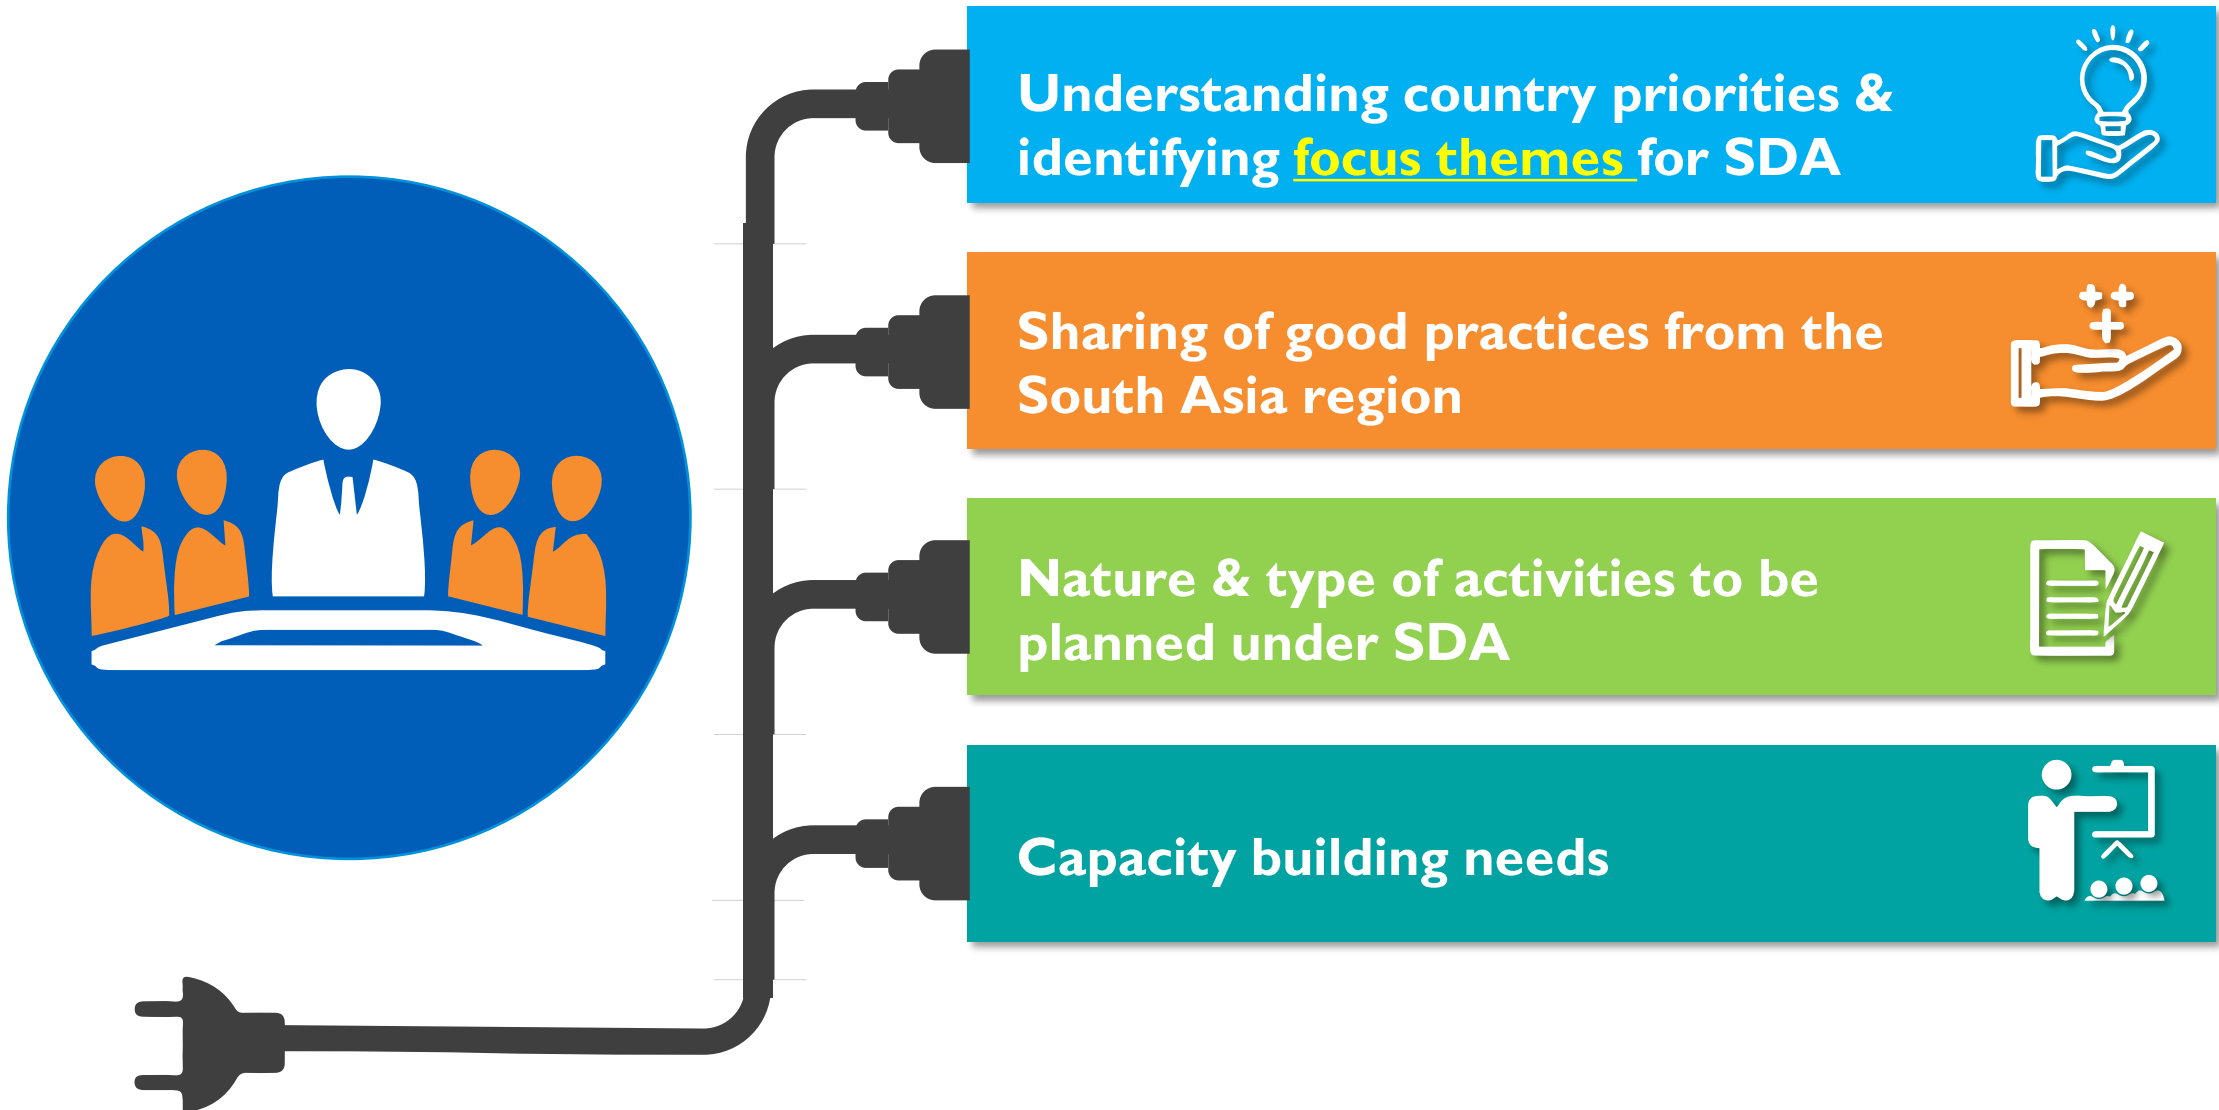 Understanding country priorities &
identifying focus themes for SDA
Sharing of good practices from the
South Asia region
Nature & type of activities to be
planned under SDA
Capacity building needs